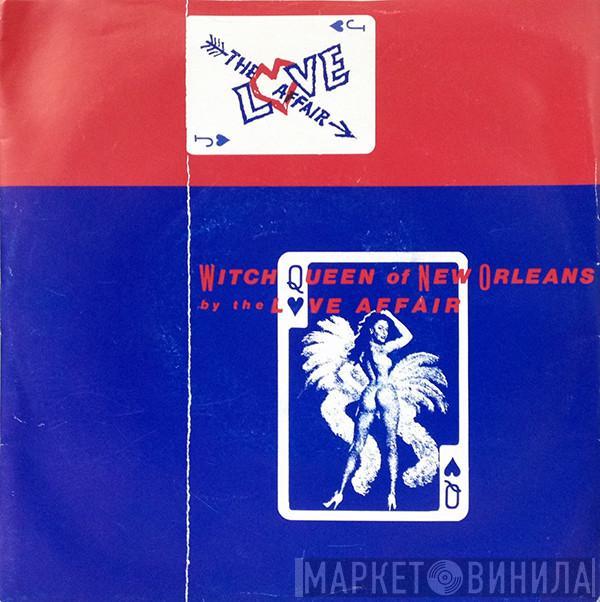 J
THE
LOVE
AFFAIR
J
Q
WITCH QUEEN of NEW ORLEANS
by the LOVE AFFAIR
Q
МАРКЕТ ВИНИЛА